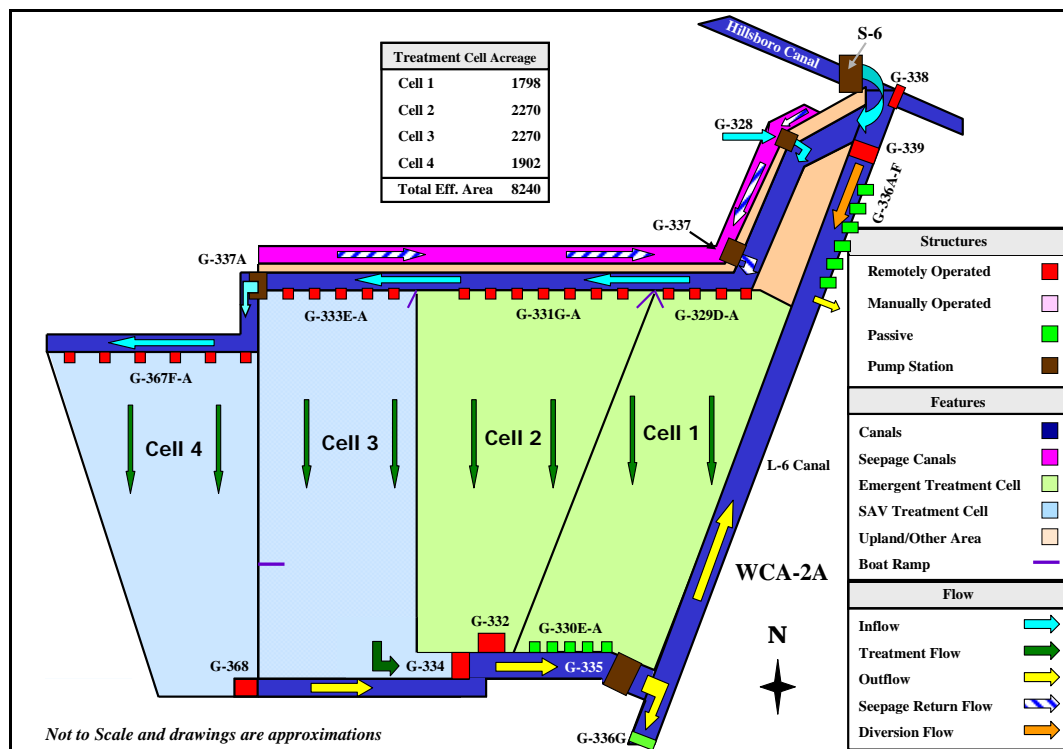 Hillsboro Canal
S-6
G-338
Treatment Cell Acreage
Cell 1 1798
Cell 2 2270
Cell 3 2270
Cell 4 1902
Total Eff. Area 8240
G-328
G-339
G-336A-F
G-337
G-337A
G-333E-A
G-331G-A
G-329D-A
G-367F-A
Cell 4
Cell 3
Cell 2
Cell 1
L-6 Canal
WCA-2A
G-332
G-330E-A
G-334
G-335
G-368
G-336G
N
Not to Scale and drawings are approximations
Structures
Remotely Operated
Manually Operated
Passive
Pump Station
Features
Canals
Seepage Canals
Emergent Treatment Cell
SAV Treatment Cell
Upland/Other Area
Boat Ramp
Flow
Inflow
Treatment Flow
Outflow
Seepage Return Flow
Diversion Flow